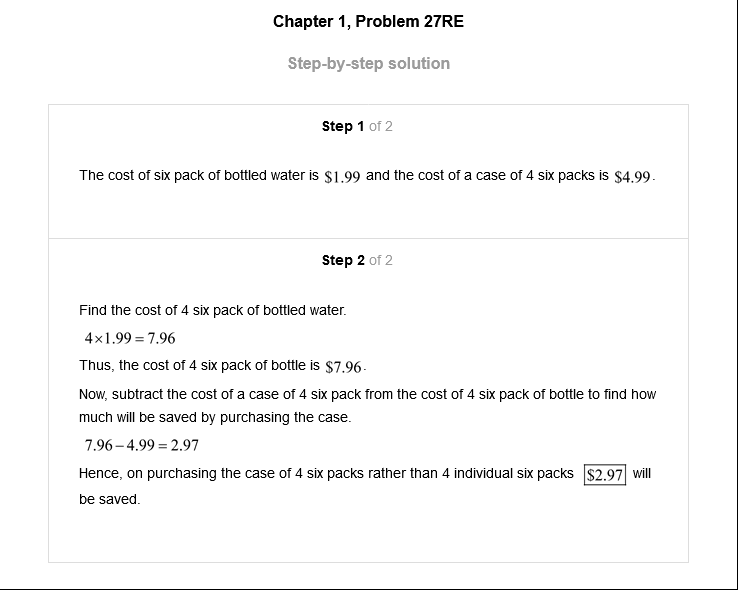 Chapter 1, Problem 27RE
Step-by-step solution
Step 1 of 2
The cost of six pack of bottled water is $1.99 and the cost of a case of 4 six packs is $4.99.
Step 2 of 2
Find the cost of 4 six pack of bottled water.
4×1.99=7.96
Thus, the cost of 4 six pack of bottle is $7.96.
Now, subtract the cost of a case of 4 six pack from the cost of 4 six pack of bottle to find how
much will be saved by purchasing the case.
7.96–4.99=2.97
Hence, on purchasing the case of 4 six packs rather than 4 individual six packs $2.97 will
be saved.